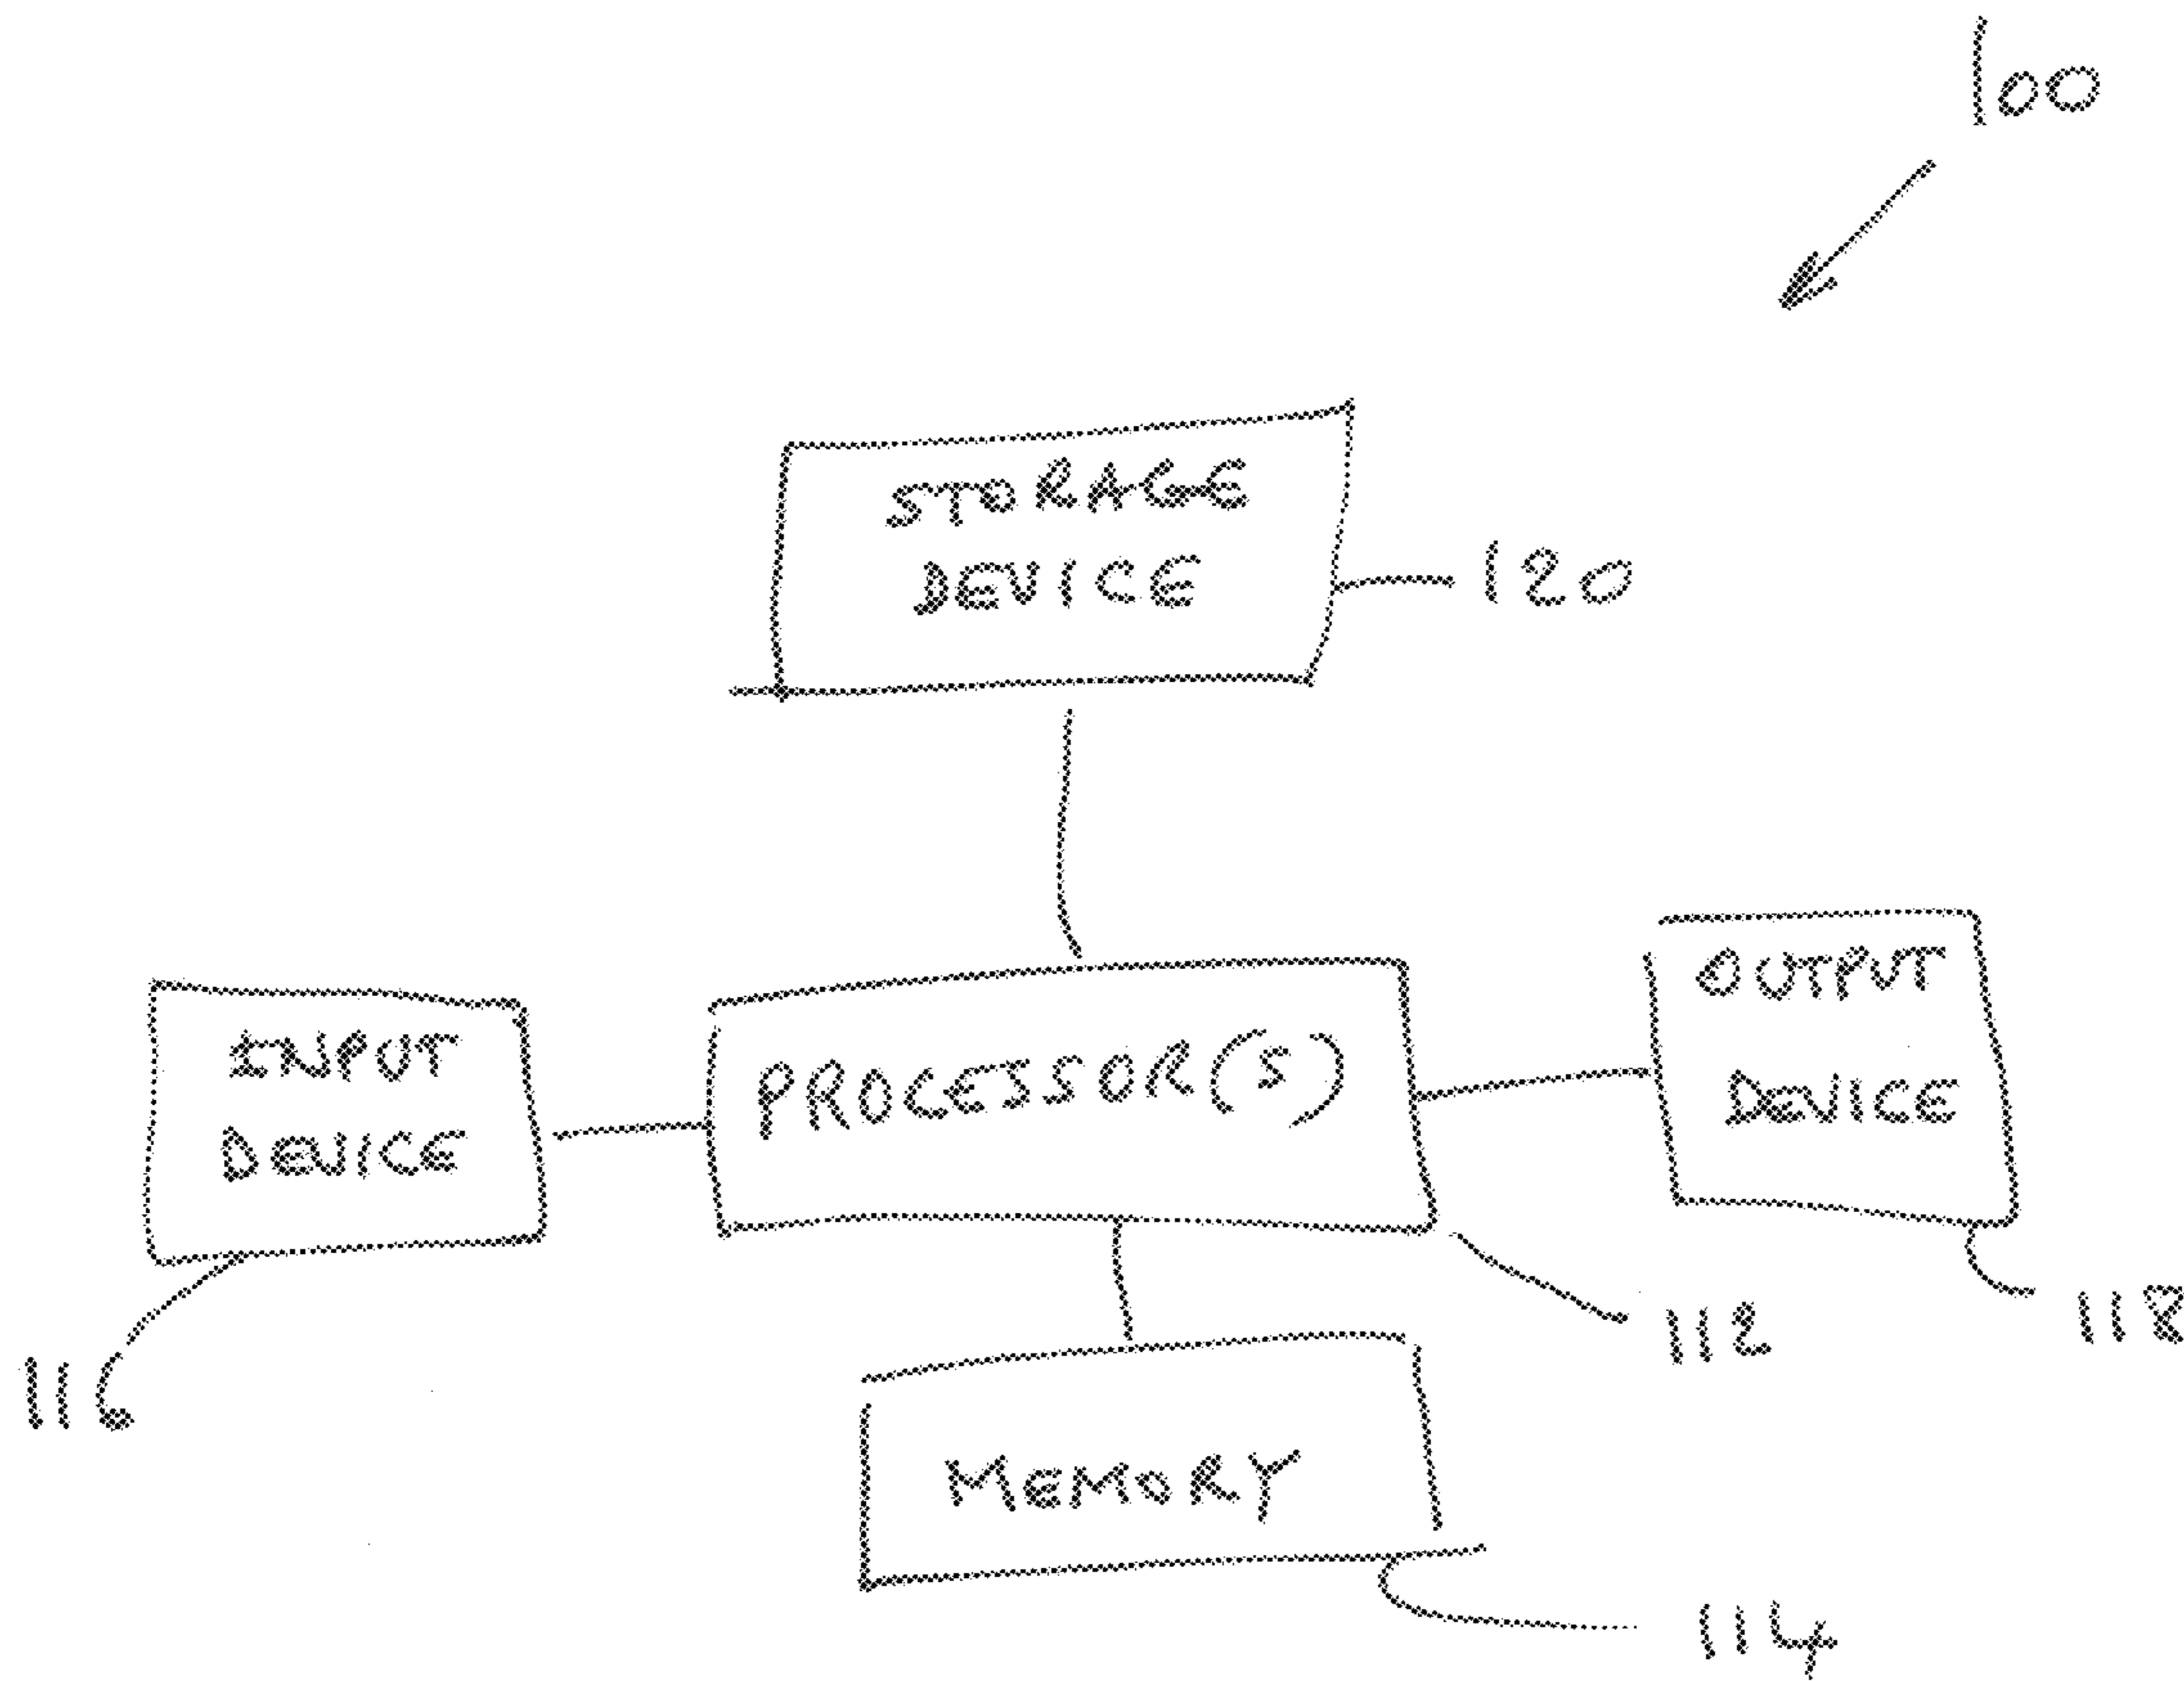 100
STORAGE
DEVICE
120
INPUT
DEVICE
PROCESSOR(S)
OUTPUT
DEVICE
116
112
118
MEMORY
114